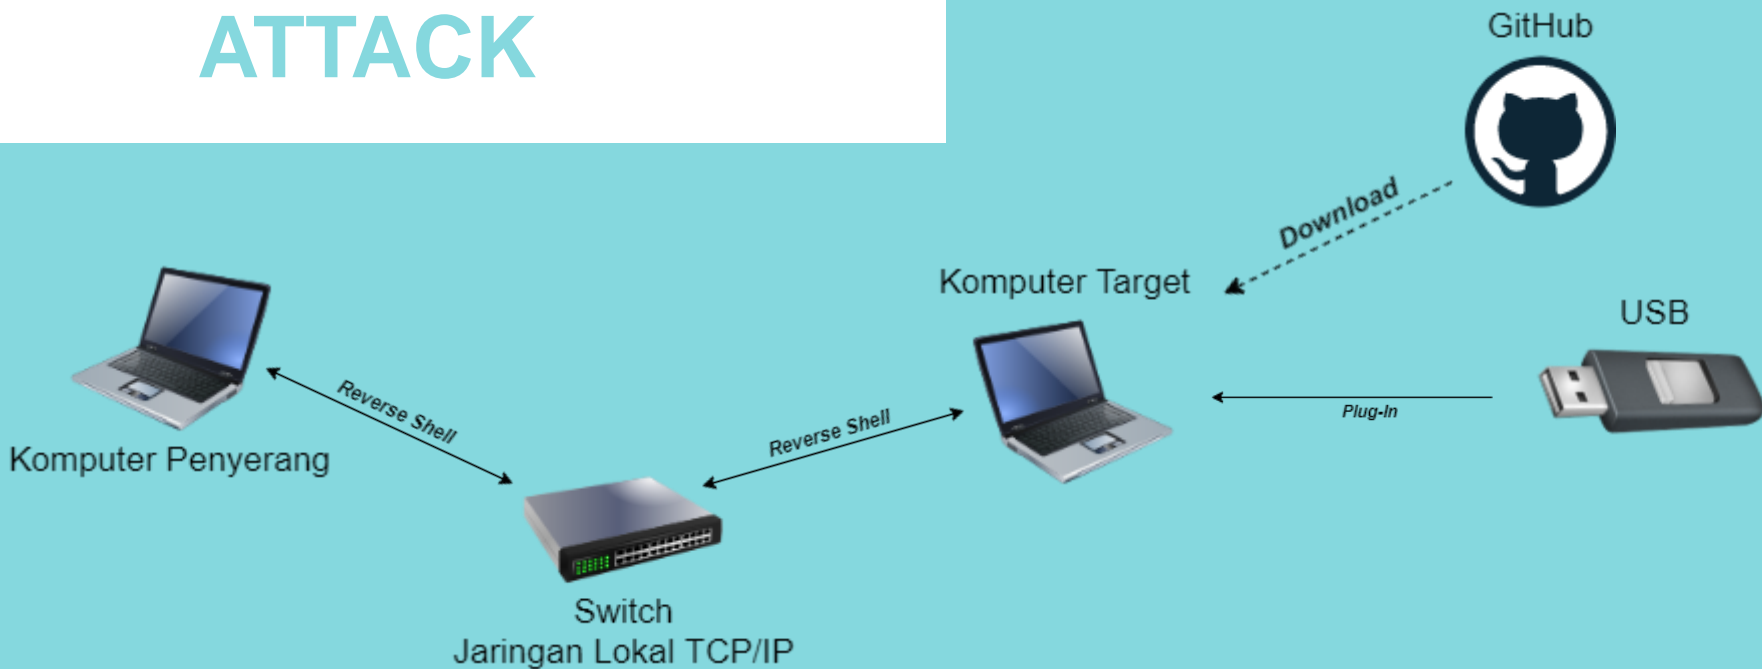 ATTACK
GitHub
Download
Komputer Target
USB
Reverse Shell
Reverse Shell
Plug-In
Komputer Penyerang
Switch
Jaringan Lokal TCP/IP